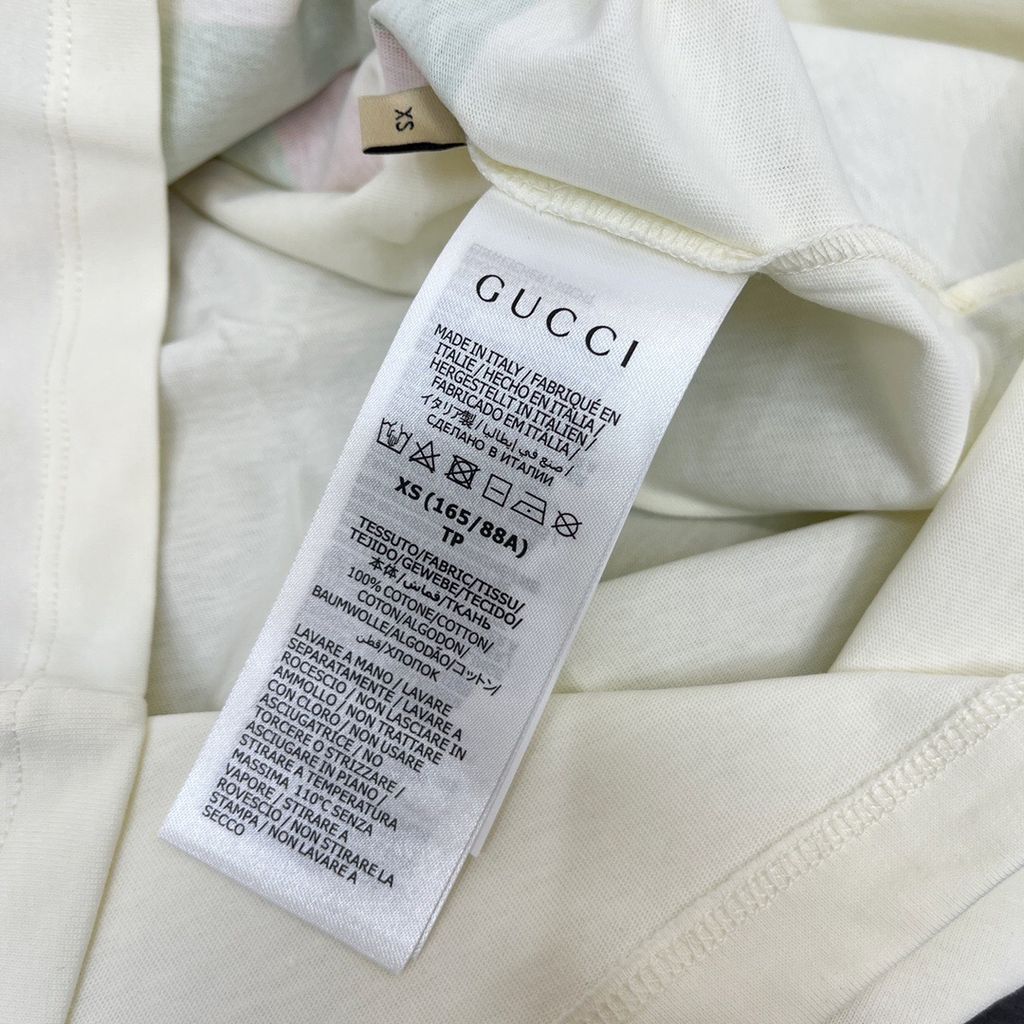 XS
GUCCI
MADE IN ITALY / FABRIQUÉ EN
ITALIE / HECHO EN ITALIA /
HERGESTELLT IN ITALIEN /
FABRICADO EM ITALIA /
イタリア製 / صنع في إيطاليا /
СДЕЛАНО В ИТАЛИИ
XS (165/88A)
TP
TESSUTO/FABRIC/TISSU/
TEJIDO/GEWEBE/TECIDO/
本体/قماش/ТКАНЬ
100% COTONE/COTTON/
COTON/ALGODON/
BAUMWOLLE/ALGODÃO/コットン/
قطن/ХЛОПОК
LAVARE A MANO / LAVARE
SEPARATAMENTE / LAVARE A
ROCESCIO / NON LASCIARE IN
AMMOLLO / NON TRATTARE
CON CLORO / NON USARE
ASCIUGATRICE / NO
TORCERE O STRIZZARE /
ASCIUGARE IN PIANO /
STIRARE A TEMPERATURA
MASSIMA 110°C SENZA
VAPORE / STIRARE A
ROVESCIO / NON STIRARE LA
STAMPA / NON LAVARE A
SECCO